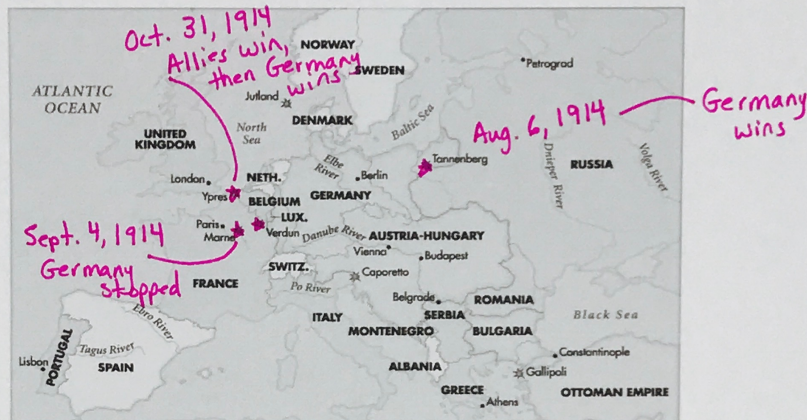 Oct. 31, 1914
Allies win,
then Germany
wins
NORWAY
SWEDEN
Petrograd
ATLANTIC
OCEAN
Jutland
North
Sea
DENMARK
Baltic Sea
Aug. 6, 1914
Germany
wins
UNITED
KINGDOM
London
NETH.
Elbe
River
Berlin
Tannenberg
Dnieper River
RUSSIA
Volga River
Ypres
BELGIUM
GERMANY
LUX.
Paris
Marne
Verdun
Danube River
AUSTRIA-HUNGARY
Vienna
Budapest
Sept. 4, 1914
Germany
stopped
FRANCE
SWITZ.
Caporetto
Po River
Belgrade
ROMANIA
Ebro River
ITALY
SERBIA
Black Sea
MONTENEGRO
BULGARIA
PORTUGAL
Lisbon
Tagus River
SPAIN
ALBANIA
Constantinople
Gallipoli
GREECE
Athens
OTTOMAN EMPIRE